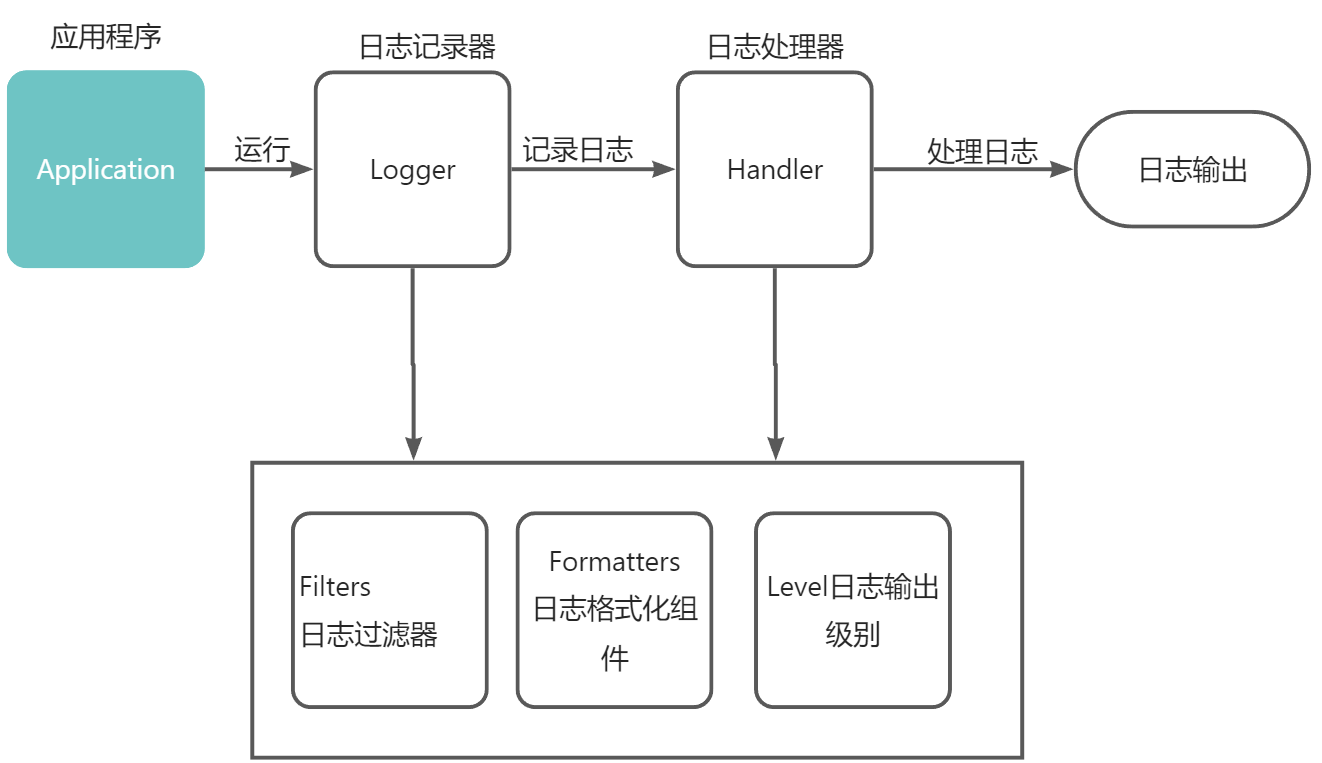 应用程序
日志记录器
日志处理器
Application
运行
Logger
记录日志
Handler
处理日志
日志输出
Filters
日志过滤器
Formatters
日志格式化组
件
Level日志输出
级别